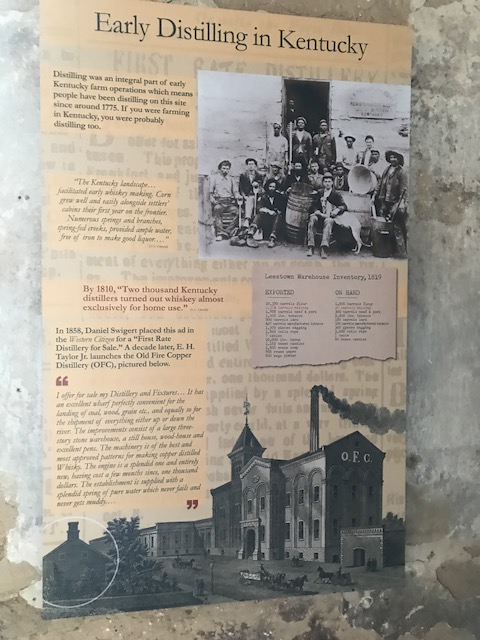 Early Distilling in Kentucky
Distilling was an integral part of early
Kentucky farm operations which means
people have been distilling on this site
since around 1775. If you were farming
in Kentucky, you were probably
distilling too.
"The Kentucky landscape…
facilitated early whiskey making. Corn
grew well and easily alongside settlers'
cabins their first year on the frontier.
Numerous springs and branches,
spring-fed creeks, provided ample water,
free of iron to make good liquor…"
By 1810, "Two thousand Kentucky
distillers turned out whiskey almost
exclusively for home use."
In 1858, Daniel Swigert placed this ad in
the Western Citizen for a "First Rate
Distillery for Sale." A decade later, E. H.
Taylor Jr. launches the Old Fire Copper
Distillery (OFC), pictured below.
Leestown Warehouse Inventory, 1819
EXPORTED ON HAND
"
I offer for sale my Distillery and Fixtures… It has
an excellent wharf perfectly convenient for the
landing of coal, wood, grain etc., and equally so for
the shipment of everything either up or down the
river. The improvements consist of a large three-
story stone warehouse, a still house, wood-house and
excellent pens. The machinery is of the best and
most approved patterns for making copper distilled
Whisky. The engine is a splendid one and entirely
new, having cost a few months since, one thousand
dollars. The establishment is supplied with a
splendid spring of pure water which never fails and
never gets muddy.…
"
O.F.C.